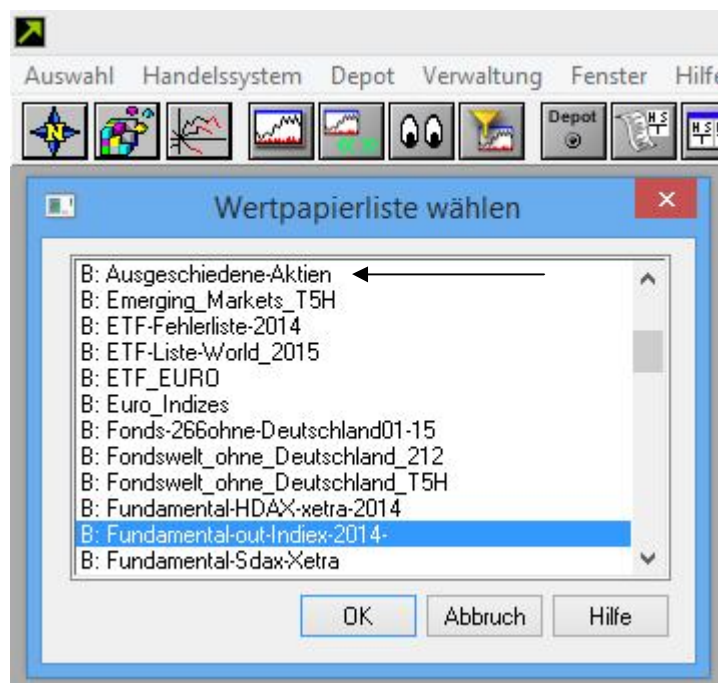 Auswahl Handelssystem Depot Verwaltung Fenster Hilfe
N Depot H S T H S T
Wertpapierliste wählen
B: Ausgeschiedene-Aktien
B: Emerging_Markets_T5H
B: ETF-Fehlerliste-2014
B: ETF-Liste-World_2015
B: ETF_EURO
B: Euro_Indizes
B: Fonds-266ohne-Deutschland01-15
B: Fondswelt_ohne_Deutschland_212
B: Fondswelt_ohne_Deutschland_T5H
B: Fundamental-HDAX-xetra-2014
B: Fundamental-out-Indiex-2014-
B: Fundamental-Sdax-Xetra
OK Abbruch Hilfe